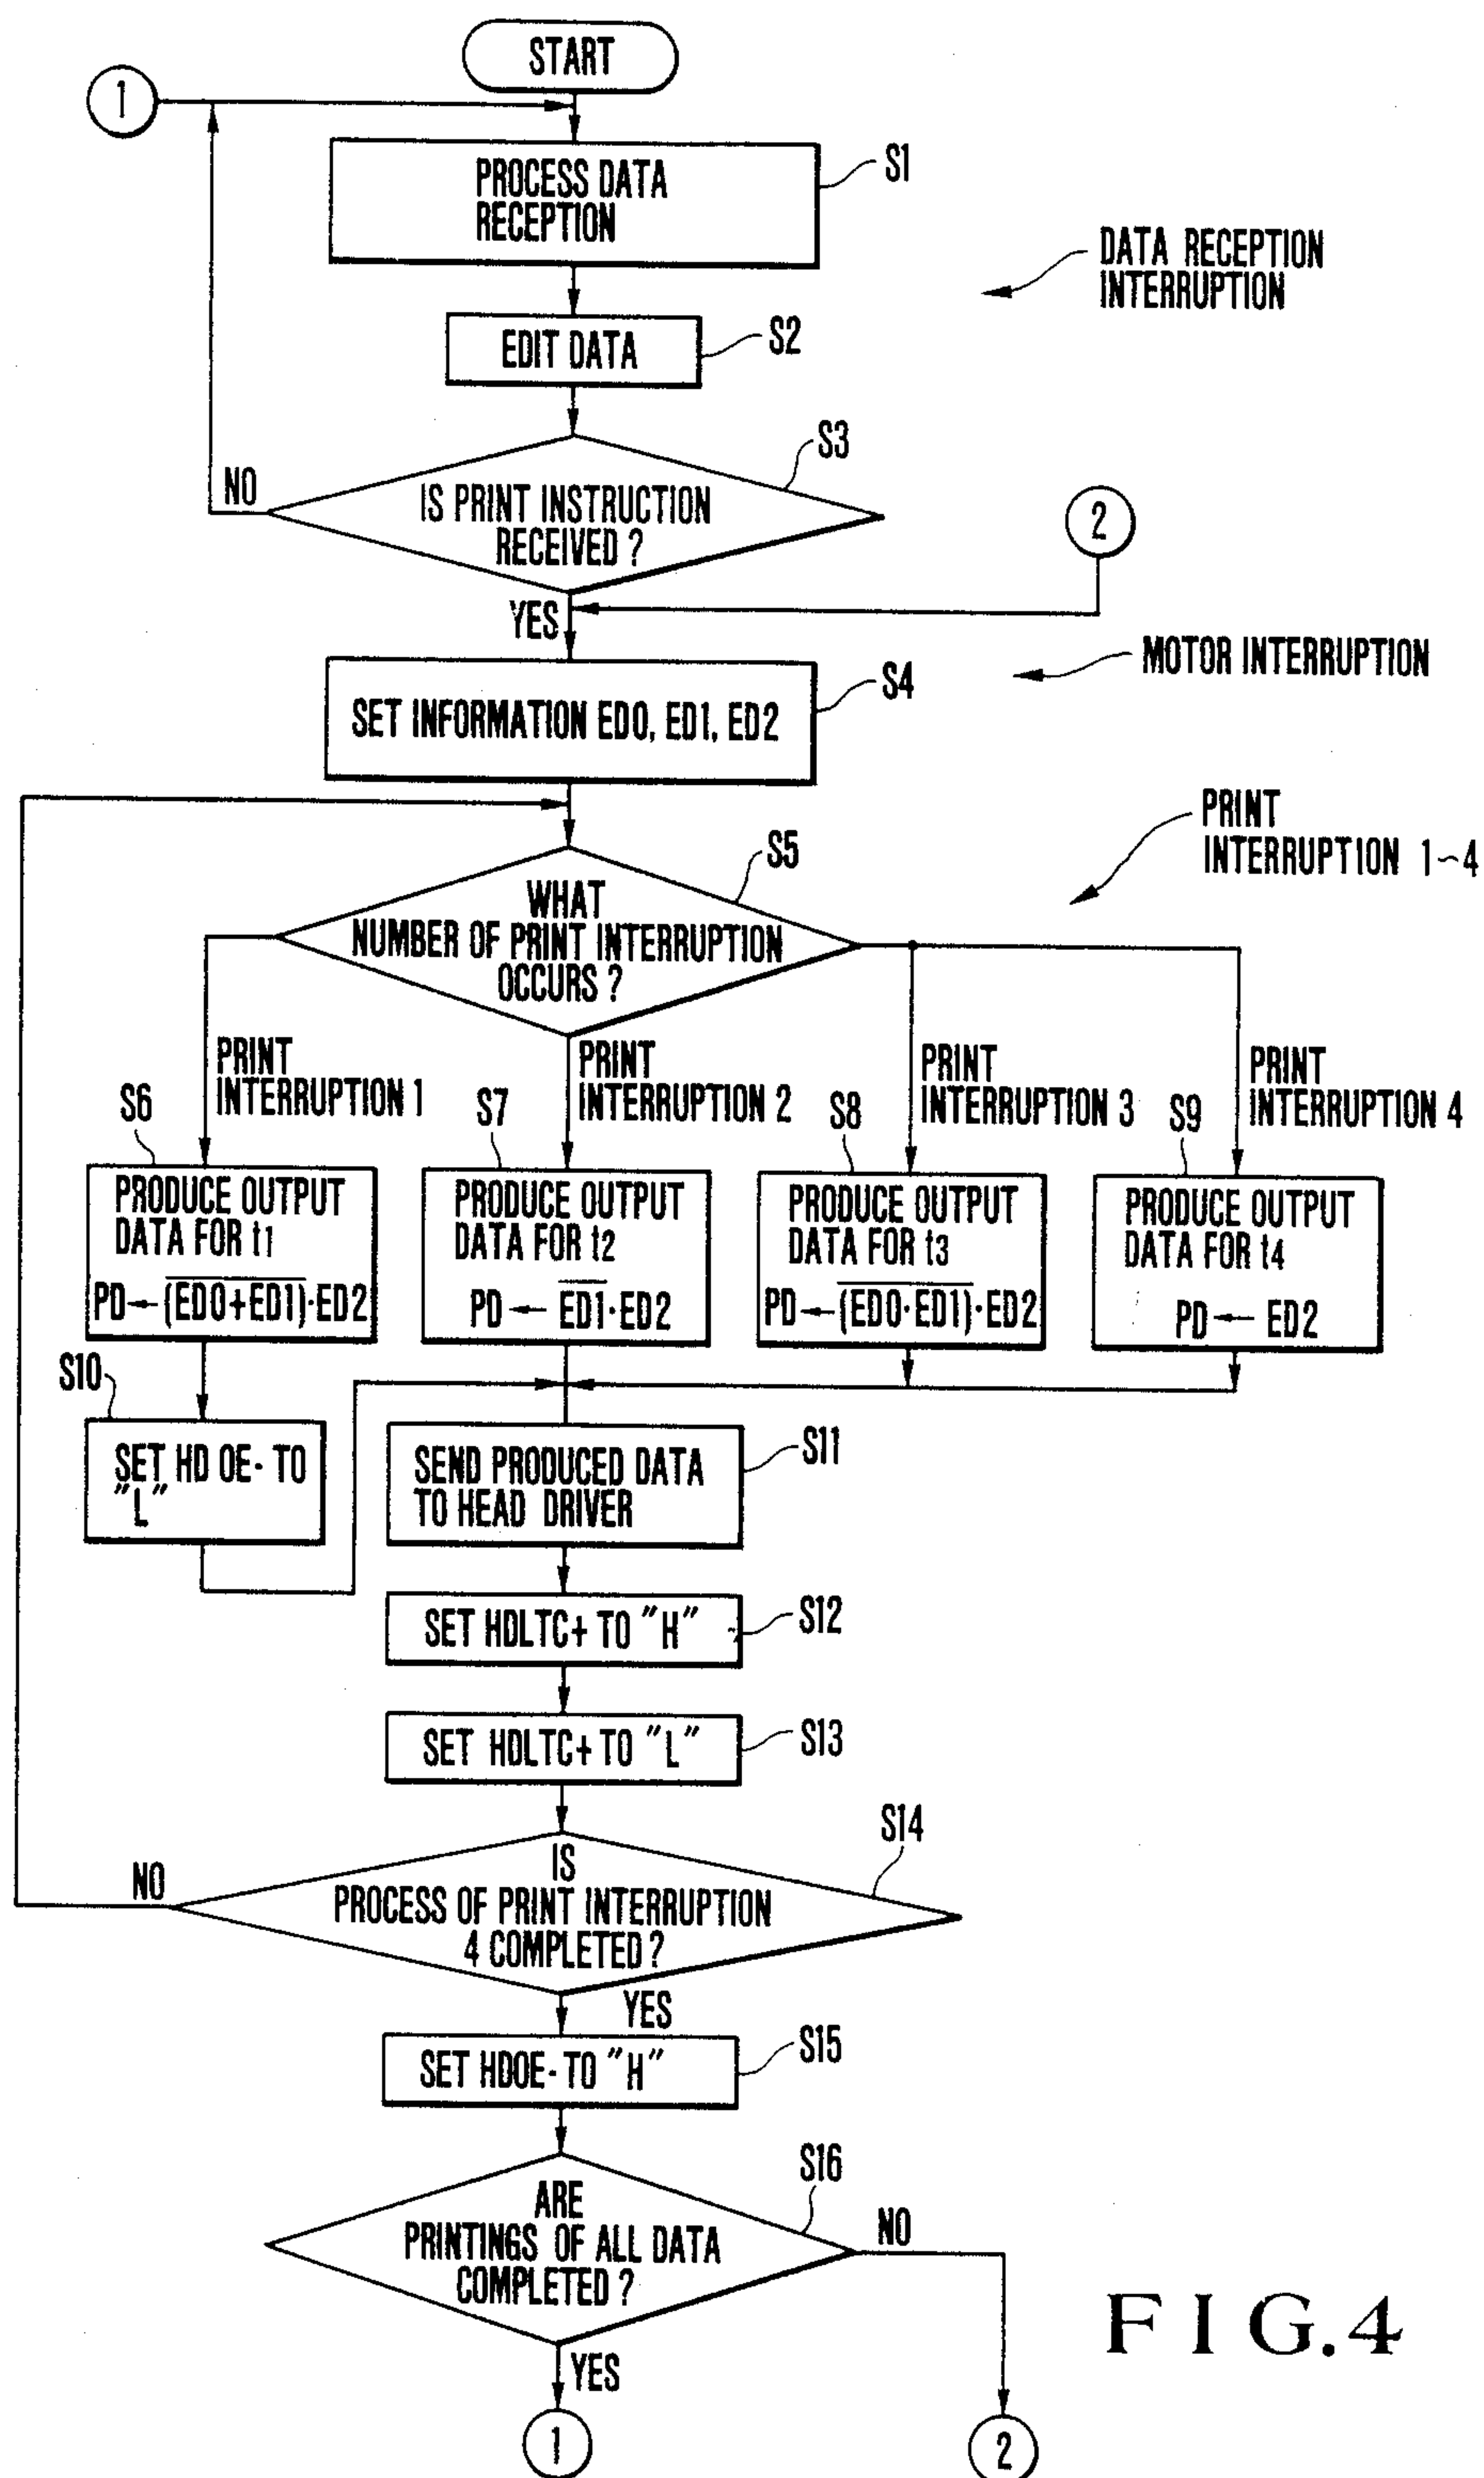 START
1
PROCESS DATA
RECEPTION
S1
DATA RECEPTION
INTERRUPTION
EDIT DATA
S2
S3
NO
IS PRINT INSTRUCTION
RECEIVED ?
2
YES
MOTOR INTERRUPTION
S4
SET INFORMATION ED0, ED1, ED2
PRINT
INTERRUPTION 1~4
S5
WHAT
NUMBER OF PRINT INTERRUPTION
OCCURS ?
PRINT
INTERRUPTION 1
PRINT
INTERRUPTION 2
PRINT
INTERRUPTION 3
PRINT
INTERRUPTION 4
S6
PRODUCE OUTPUT
DATA FOR t1
PD←(E̅D̅0̅+̅E̅D̅1̅)·ED2
S7
PRODUCE OUTPUT
DATA FOR t2
PD ← E̅D̅1̅·ED2
S8
PRODUCE OUTPUT
DATA FOR t3
PD←(E̅D̅0̅·̅E̅D̅1̅)·ED2
S9
PRODUCE OUTPUT
DATA FOR t4
PD ← ED2
S10
SET HD OE- TO
"L"
SEND PRODUCED DATA
TO HEAD DRIVER
S11
SET HDLTC+ TO "H"
S12
SET HDLTC+ TO "L"
S13
S14
NO
IS
PROCESS OF PRINT INTERRUPTION
4 COMPLETED ?
YES
SET HDOE- TO "H"
S15
S16
ARE
PRINTINGS OF ALL DATA
COMPLETED ?
NO
YES
1
2
FIG.4